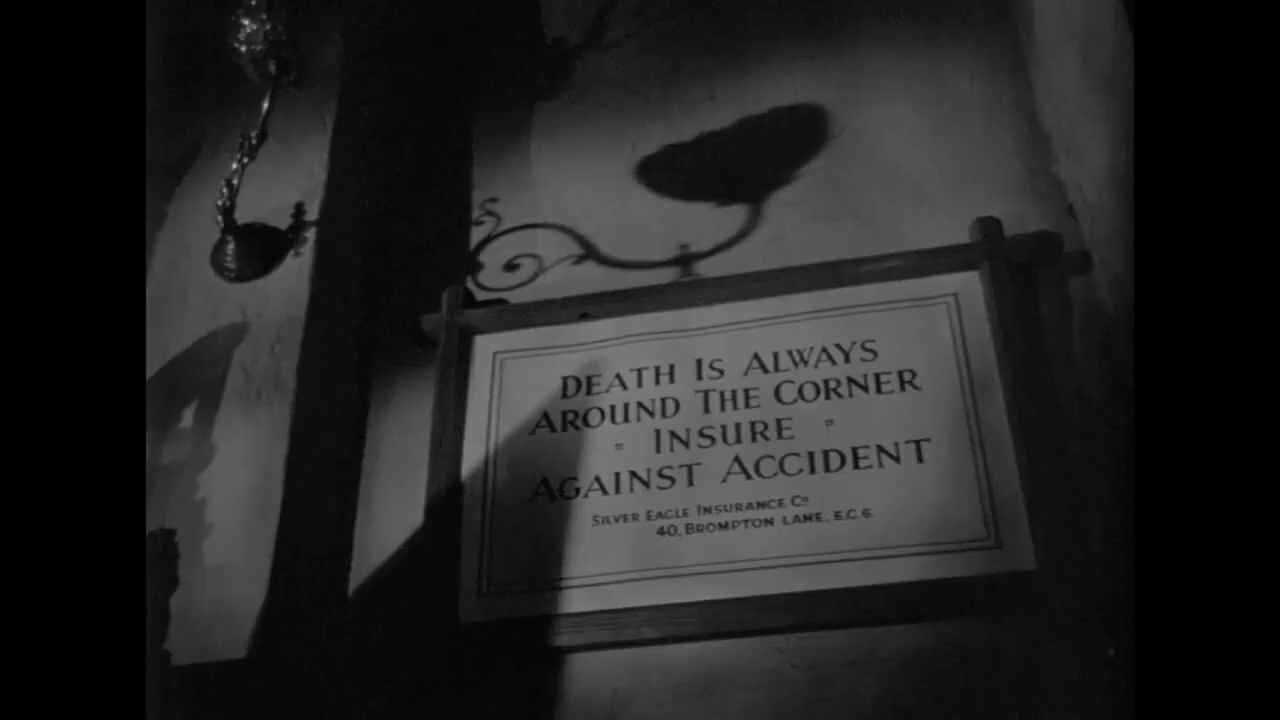 DEATH IS ALWAYS
AROUND THE CORNER
" INSURE "
AGAINST ACCIDENT
SILVER EAGLE INSURANCE Co
40, BROMPTON LANE, E.C.6